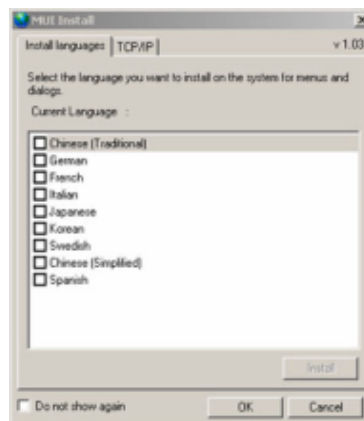 MUI Install
Install languages
TCP/IP
v 1.03
Select the language you want to install on the system for menus and
dialogs.
Current Language :
Chinese (Traditional)
German
French
Italian
Japanese
Korean
Swedish
Chinese (Simplified)
Spanish
Install
Do not show again
OK
Cancel